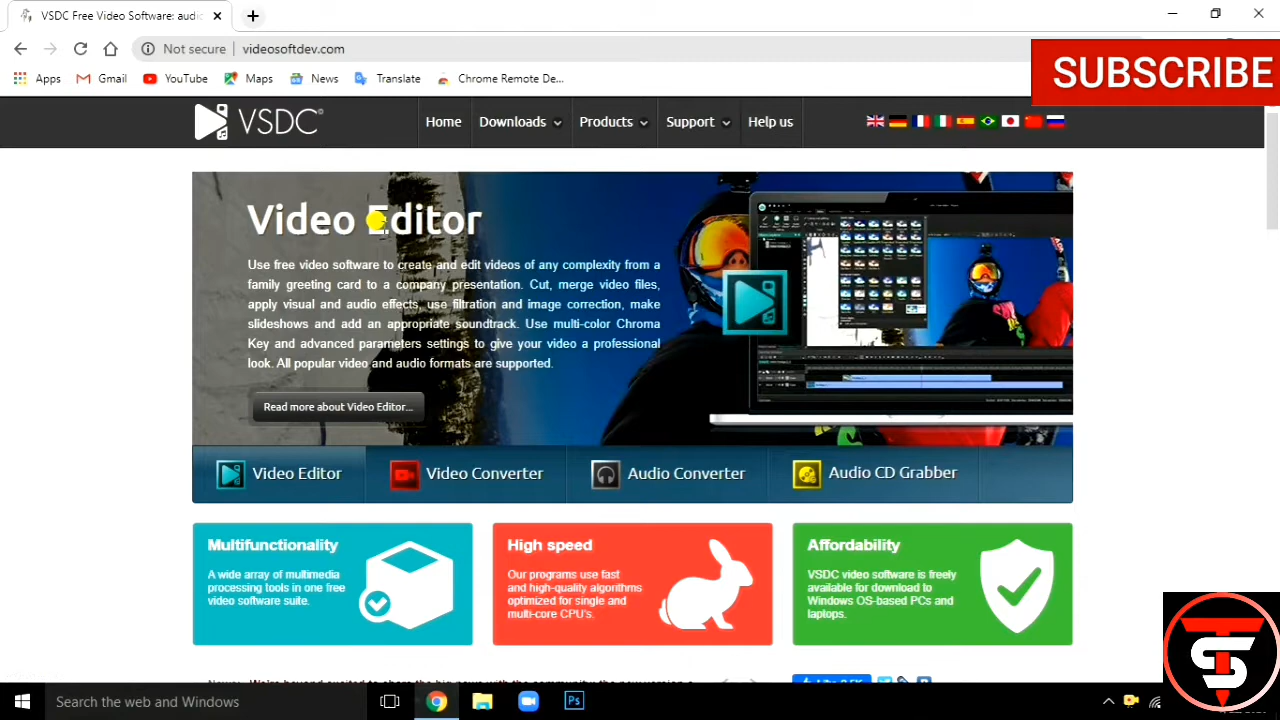 VSDC Free Video Software: audi
Not secure
videosoftdev.com
Apps
Gmail
YouTube
Maps
News
Translate
Chrome Remote De...
SUBSCRIBE
VSDC
Home
Downloads
Products
Support
Help us
Video Editor
Use free video software to create and edit videos of any complexity from a
family greeting card to a company presentation. Cut, merge video files,
apply visual and audio effects, use filtration and image correction, make
slideshows and add an appropriate soundtrack. Use multi-color Chroma
Key and advanced parameters settings to give your video a professional
look. All popular video and audio formats are supported.
Read more about Video Editor...
Video Editor
Video Converter
Audio Converter
Audio CD Grabber
Multifunctionality
A wide array of multimedia
processing tools in one free
video software suite.
High speed
Our programs use fast
and high-quality algorithms
optimized for single and
multi-core CPU's.
Affordability
VSDC video software is freely
available for download to
Windows OS-based PCs and
laptops.
Search the web and Windows
Ps